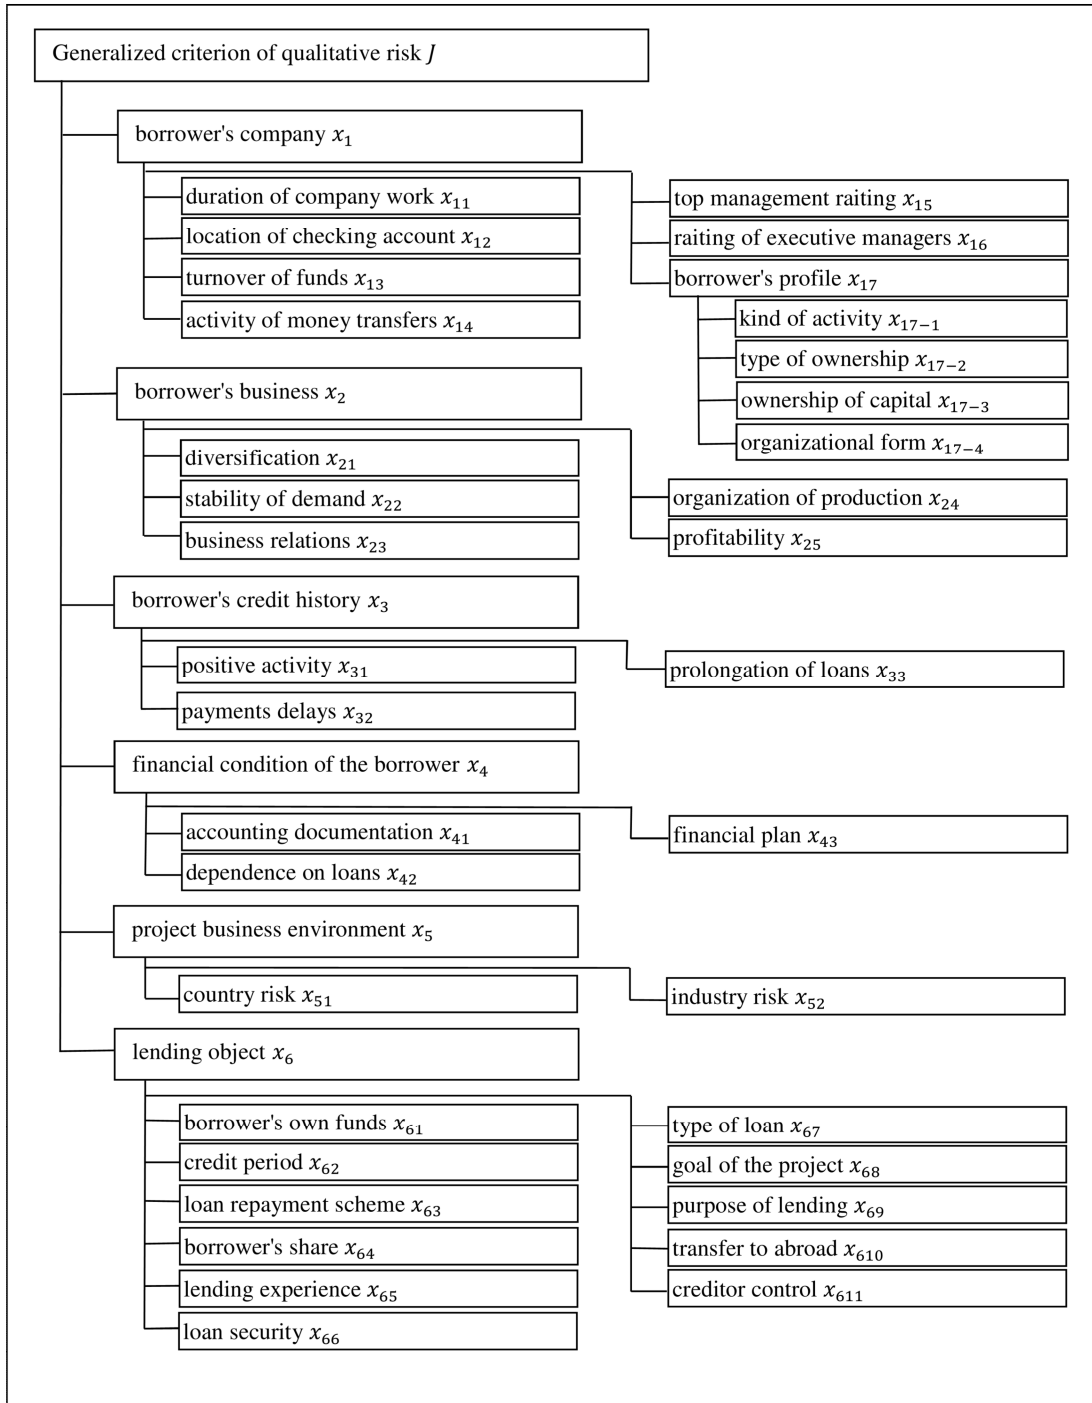 Generalized criterion of qualitative risk J
borrower's company x₁
duration of company work x₁₁
location of checking account x₁₂
turnover of funds x₁₃
activity of money transfers x₁₄
top management raiting x₁₅
raiting of executive managers x₁₆
borrower's profile x₁₇
kind of activity x₁₇₋₁
type of ownership x₁₇₋₂
ownership of capital x₁₇₋₃
organizational form x₁₇₋₄
borrower's business x₂
diversification x₂₁
stability of demand x₂₂
business relations x₂₃
organization of production x₂₄
profitability x₂₅
borrower's credit history x₃
positive activity x₃₁
payments delays x₃₂
prolongation of loans x₃₃
financial condition of the borrower x₄
accounting documentation x₄₁
dependence on loans x₄₂
financial plan x₄₃
project business environment x₅
country risk x₅₁
industry risk x₅₂
lending object x₆
borrower's own funds x₆₁
credit period x₆₂
loan repayment scheme x₆₃
borrower's share x₆₄
lending experience x₆₅
loan security x₆₆
type of loan x₆₇
goal of the project x₆₈
purpose of lending x₆₉
transfer to abroad x₆₁₀
creditor control x₆₁₁